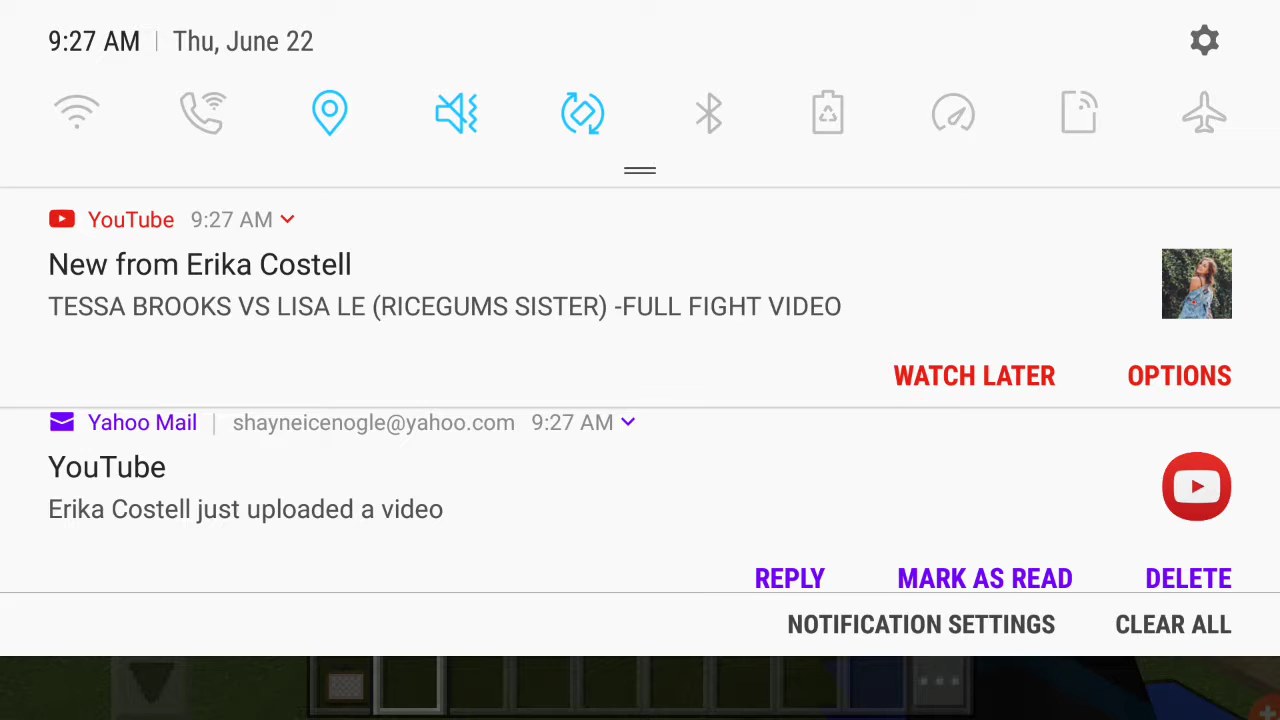 9:27 AM | Thu, June 22
YouTube 9:27 AM
New from Erika Costell
TESSA BROOKS VS LISA LE (RICEGUMS SISTER) -FULL FIGHT VIDEO
WATCH LATER OPTIONS
Yahoo Mail | shayneicenogle@yahoo.com 9:27 AM
YouTube
Erika Costell just uploaded a video
REPLY MARK AS READ DELETE
NOTIFICATION SETTINGS CLEAR ALL